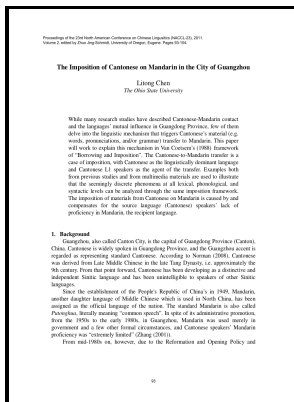 Proceedings of the 23rd North American Conference on Chinese Linguistics (NACCL-23), 2011.
Volume 2, edited by Zhuo Jing-Schmidt, University of Oregon, Eugene. Pages 93-104.
The Imposition of Cantonese on Mandarin in the City of Guangzhou
Litong Chen
The Ohio State University
While many research studies have described Cantonese-Mandarin contact
and the languages' mutual influence in Guangdong Province, few of them
delve into the linguistic mechanism that transfers Cantonese's material (e.g.
words, pronunciations, and/or grammar) transfer to Mandarin. This paper
will work to explain this mechanism in Van Coetsem's (1988) framework
of "Borrowing and Imposition". The Cantonese-to-Mandarin transfer is a
case of imposition, with Cantonese as the linguistically dominant language
and Cantonese L1 speakers as the agent of the transfer. Examples both
from previous studies and from multimedia materials are used to illustrate
that the seemingly discrete phenomena at all lexical, phonological, and
syntactic levels can be analyzed through the same imposition framework.
The imposition of materials from Cantonese on Mandarin is caused by and
compensates for the source language (Cantonese) speakers' lack of
proficiency in Mandarin, the recipient language.
1. Background
Guangzhou, also called Canton City, is the capital of Guangdong Province (Canton),
China. Cantonese is widely spoken in Guangdong Province, and the Guangzhou accent is
regarded as representing standard Cantonese. According to Norman (2008), Cantonese
was derived from Late Middle Chinese in the late Tang Dynasty, i.e. approximately the
9th century. From that point forward, Cantonese has been developing as a distinctive and
independent Sinitic language and has been unintelligible to speakers of other Sinitic
languages.
Since the establishment of the People's Republic of China's in 1949, Mandarin,
another daughter language of Middle Chinese which is used in North China, has been
assigned as the official language of the nation. The standard Mandarin is also called
Putonghua, literally meaning "common speech". In spite of its administrative promotion,
from the 1950s to the early 1980s, in Guangzhou, Mandarin was used merely in
government and a few other formal circumstances, and Cantonese speakers' Mandarin
proficiency was "extremely limited" (Zhang (2001)).
From mid-1980s on, however, due to the Reformation and Opening Policy and
93